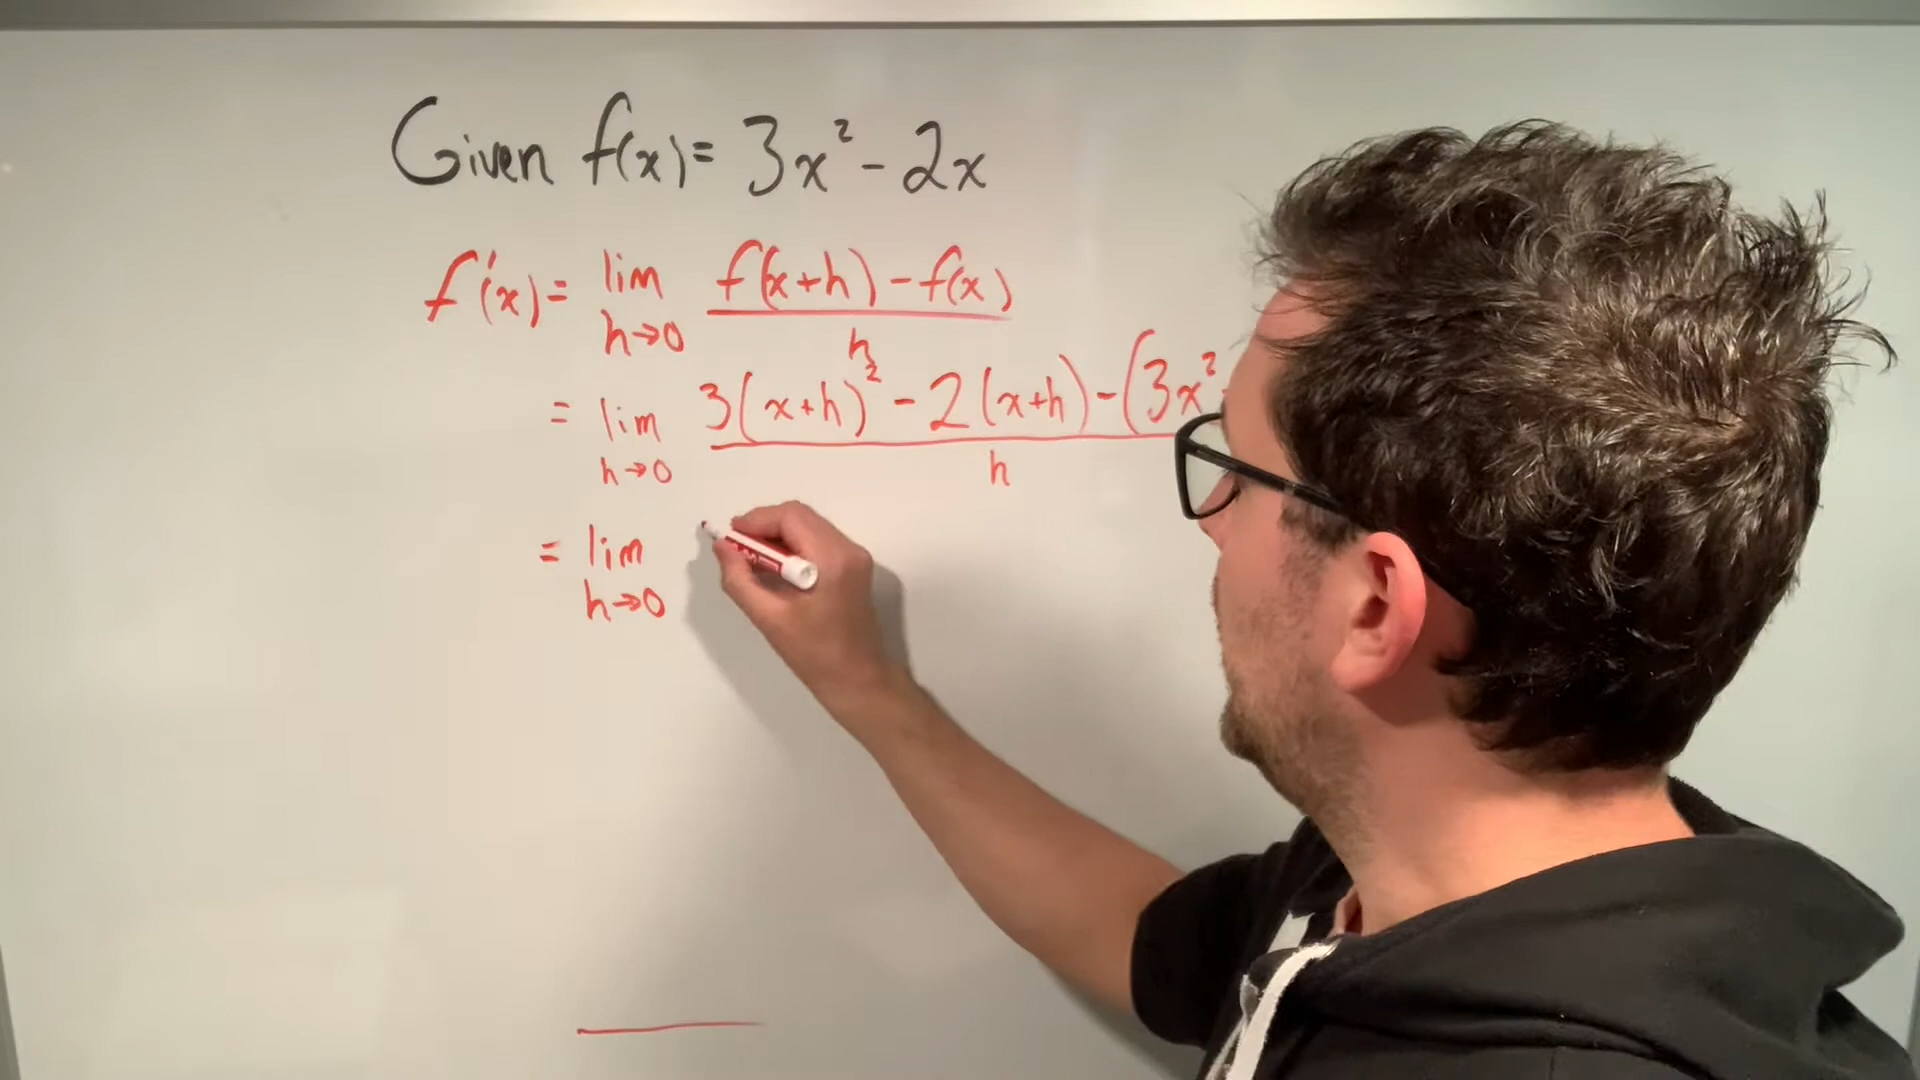 Given f(x) = 3x² - 2x
f'(x) = lim h→0 f(x+h) - f(x) / h
= lim h→0 3(x+h)² - 2(x+h) - (3x² / h
= lim h→0